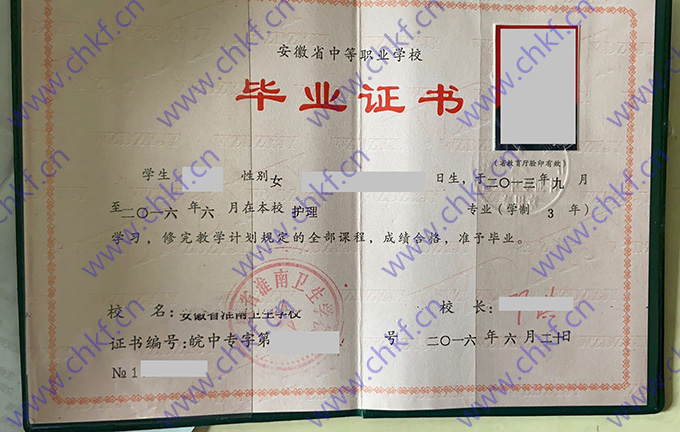 安徽省中等职业学校
毕业证书
(省教育厅验印有效)
学生 性别女 日生，于二〇一三年九月
至二〇一六年六月在本校护理 专业(学制3年)
学习，修完教学计划规定的全部课程，成绩合格，准予毕业。
校 名：安徽省淮南卫生学校 校 长：
证书编号：皖中专字第 号 二〇一六年六月二十日
№ 1
www.chkf.cn